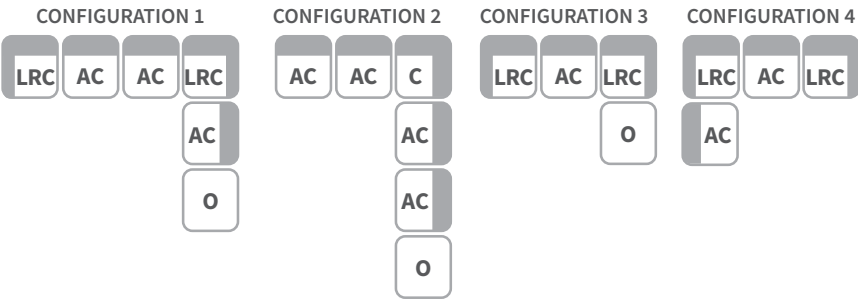 CONFIGURATION 1
LRC AC AC LRC
AC
O
CONFIGURATION 2
AC AC C
AC
AC
O
CONFIGURATION 3
LRC AC LRC
O
CONFIGURATION 4
LRC AC LRC
AC